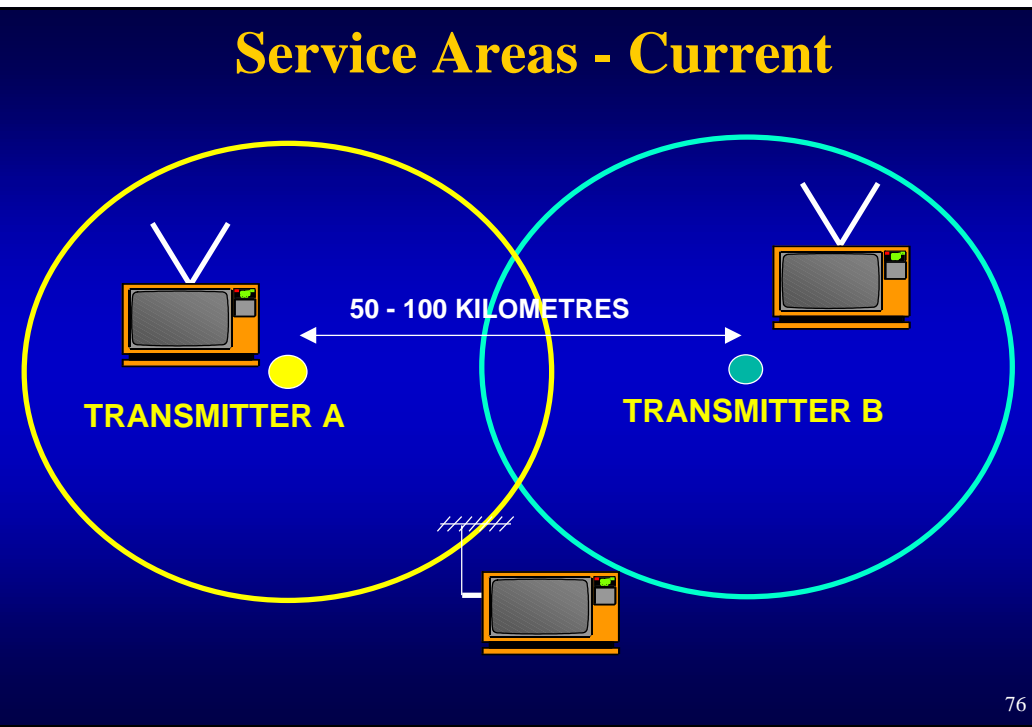 Service Areas - Current
50 - 100 KILOMETRES
TRANSMITTER A
TRANSMITTER B
76